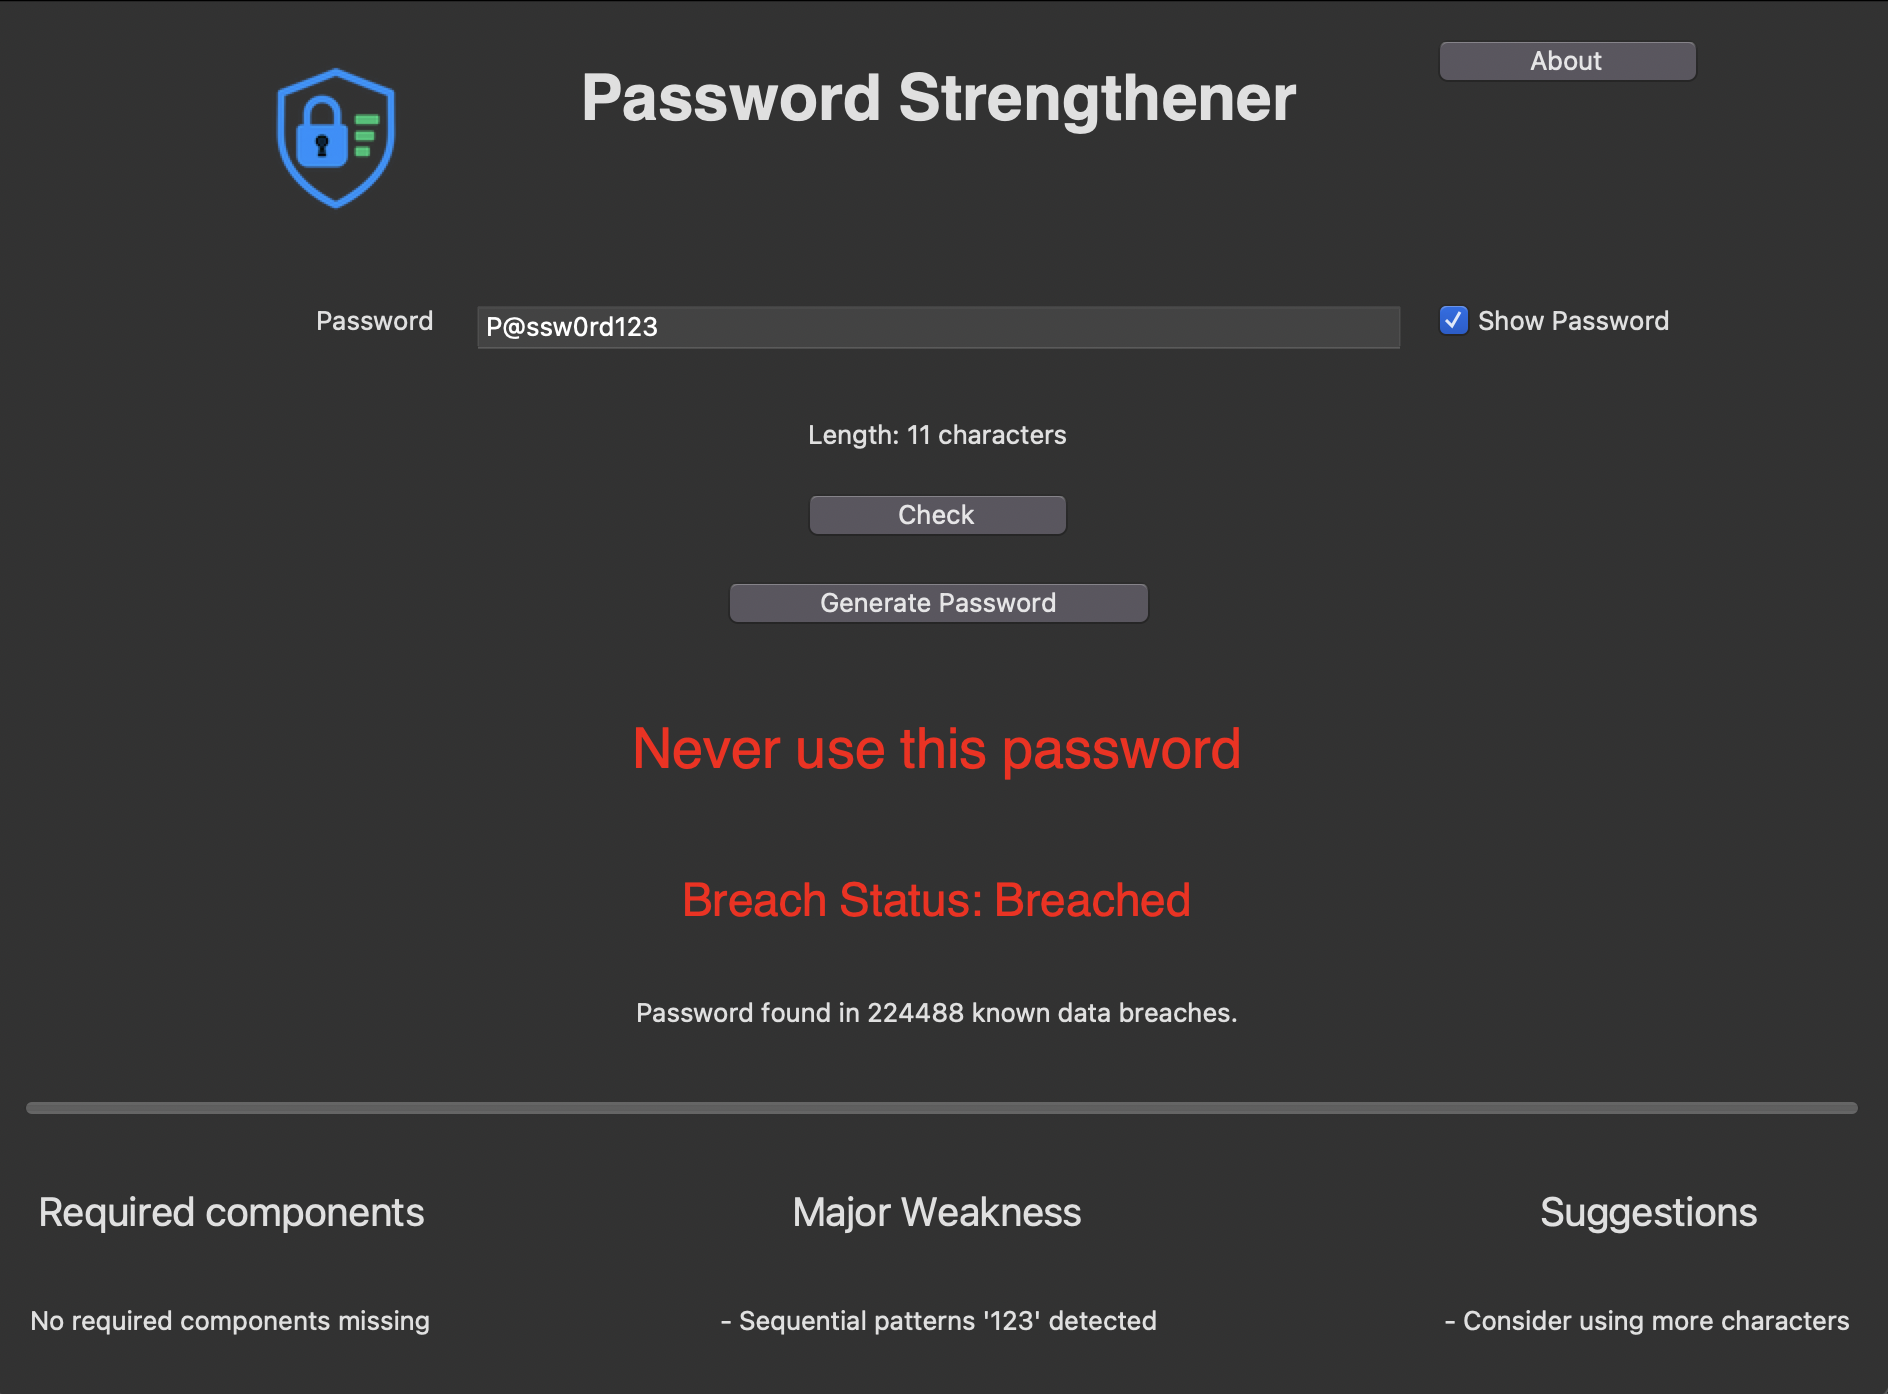 About
Password Strengthener
Password
P@ssw0rd123
Show Password
Length: 11 characters
Check
Generate Password
Never use this password
Breach Status: Breached
Password found in 224488 known data breaches.
Required components
Major Weakness
Suggestions
No required components missing
- Sequential patterns '123' detected
- Consider using more characters